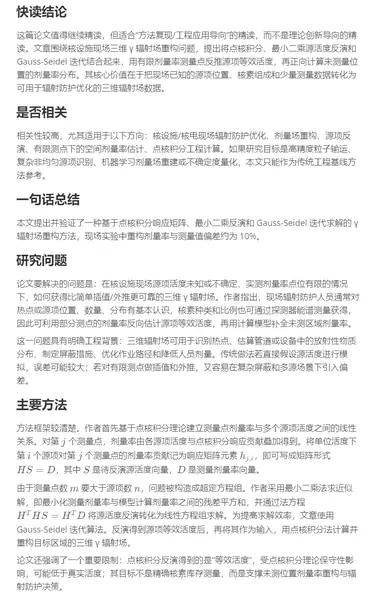 快读结论
这篇论文值得继续精读，但适合“方法复现/工程应用导向”的精读，而不是理论创新导向的精
读。文章围绕核设施现场源项活度未知的γ辐射场重构问题，提出将点核积分、最小二乘源活度反演和
Gauss-Seidel 迭代结合起来，用有限剂量率测点反推源项等效活度，再正向计算未测量位
置的剂量率分布。其核心价值在于把现场已知的源项位置、核素组成和少量测量数据转化为
可用于辐射防护优化的三维辐射场数据。
是否相关
相关性较高，尤其适用于以下方向：核设施/核电现场辐射防护优化、剂量场重构、源项反
演、有限测点下的空间剂量率估计、点核积分工程计算。如果研究目标是高精度粒子输运、
复杂非均匀源项识别、机器学习剂量场重建或不确定度量化，本文只能作为传统工程基线方
法参考。
一句话总结
本文提出并验证了一种基于点核积分响应矩阵、最小二乘反演和 Gauss-Seidel 迭代求解的 γ
辐射场重构方法，现场实验中重构剂量率与测量值偏差约为 10%。
研究问题
论文要解决的问题是：在核设施现场源项活度未知或不确定、实测剂量率点位有限的情况
下，如何获得比简单插值/外推更可靠的三维 γ 辐射场。作者指出，现场辐射防护人员通常对
热点或源项位置、数量、分布有基本认识，核素种类和比例也可通过探测器能谱测量获得，
因此可利用部分测点的剂量率反向估计源项等效活度，再用计算模型补全未测区域剂量率。
这一问题具有明确工程背景：三维辐射场可用于识别热点、估算管道或设备中的放射性物质
分布、制定屏蔽措施、优化作业路径和降低人员剂量。传统做法若直接假设源活度进行模
拟，误差可能较大；若对有限测点做插值和外推，又容易在复杂屏蔽和多源场景下引入偏
差。
主要方法
方法框架较清楚。作者首先基于点核积分理论建立测量点剂量率与多个源项活度之间的线性
关系。对第 j 个测量点，剂量率由各源项活度与点核积分响应贡献叠加得到。将单位活度下
第 i 个源项对第 j 个测点的剂量率贡献记为响应矩阵元素 h_{j,i}，即可写成矩阵形式
HS = D，其中 S 是待反演源活度向量，D 是测量剂量率向量。
由于测量点数 m 要大于源项数 n，问题被构造成超定方程组。作者采用最小二乘法求近似
解，即最小化测量剂量率与模型计算剂量率之间的残差平方和，并通过法方程
HᵀHS = HᵀD 将源活度反演转化为线性方程组求解。为提高求解效率，文章使用
Gauss-Seidel 迭代算法。反演得到源项等效活度后，再将其作为输入，用点核积分法计算并
重构目标区域的三维 γ 辐射场。
论文还强调了一个重要限制：点核积分反演得到的是“等效活度”，受点核积分理论保守性影
响，可能低于真实活度；其目标不是精确核素库存测量，而是支撑未测位置剂量率重构与辐
射防护决策。